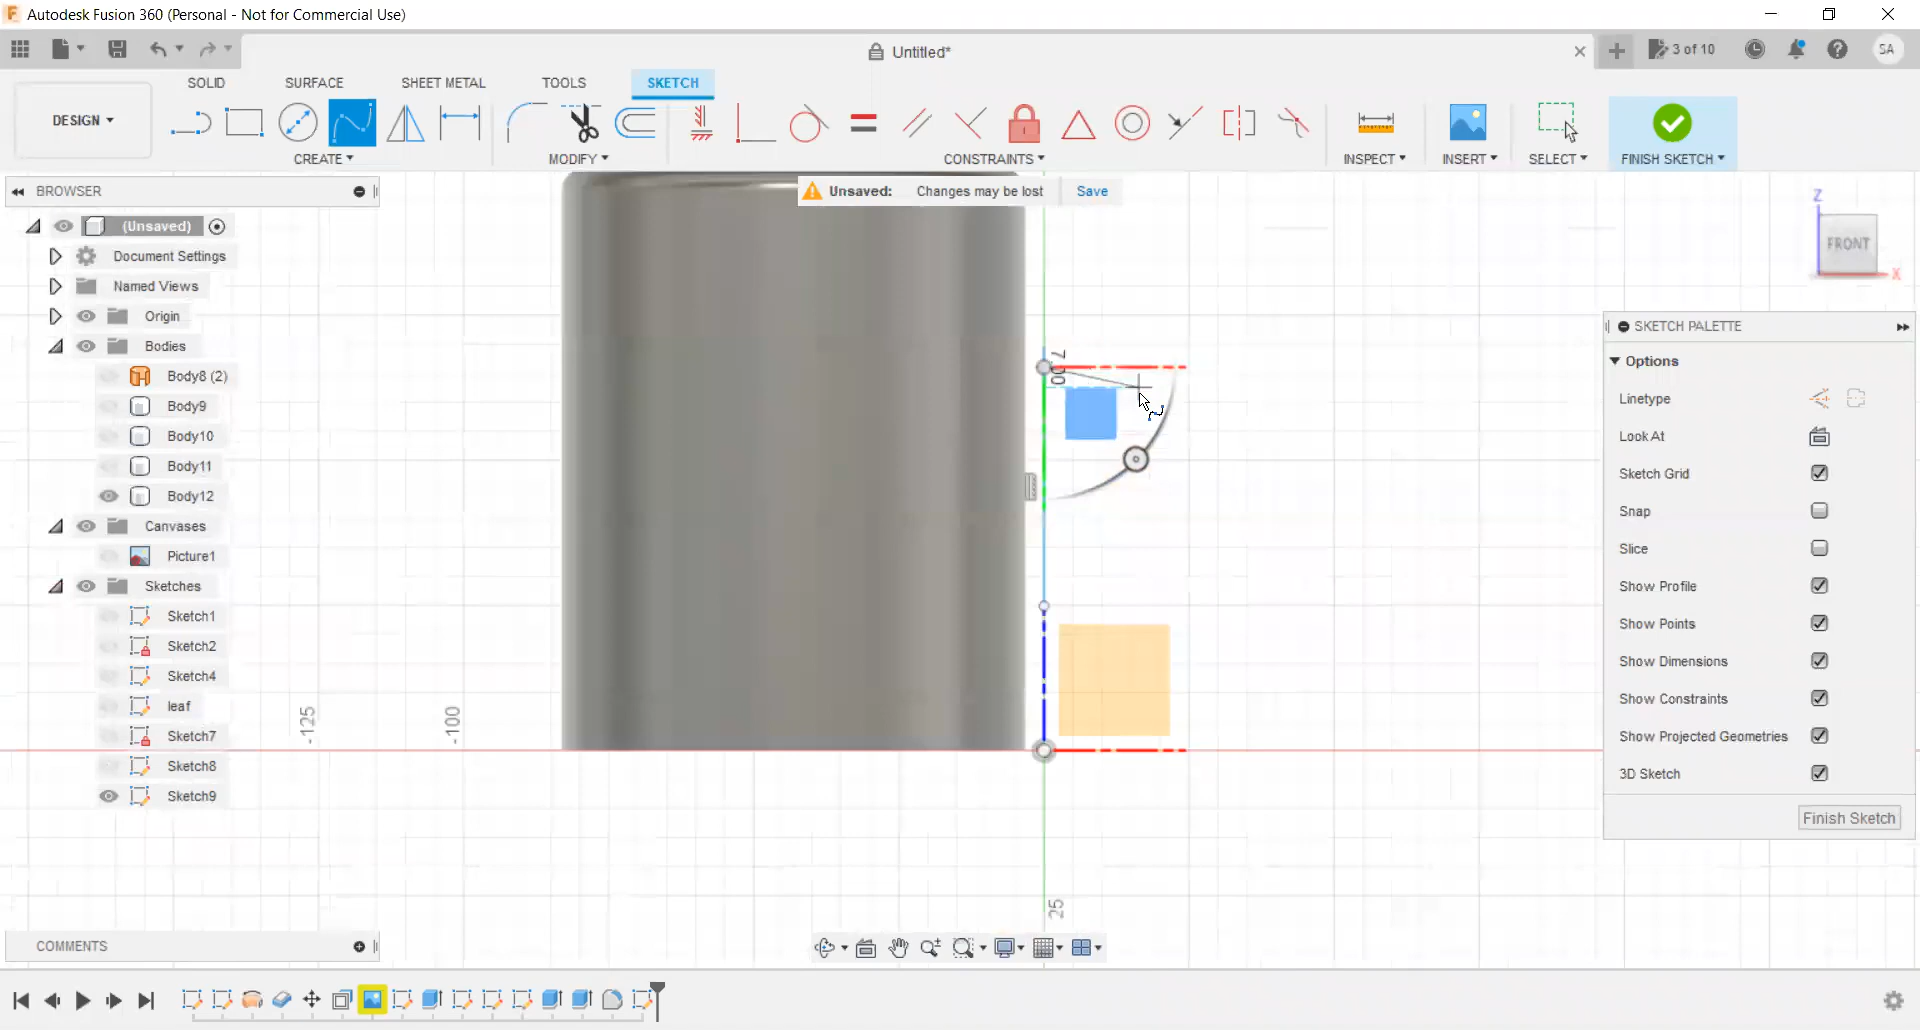 Autodesk Fusion 360 (Personal - Not for Commercial Use)
Untitled*
3 of 10
SA
DESIGN
SOLID
SURFACE
SHEET METAL
TOOLS
SKETCH
CREATE
MODIFY
CONSTRAINTS
INSPECT
INSERT
SELECT
FINISH SKETCH
BROWSER
Unsaved: Changes may be lost Save
(Unsaved)
Document Settings
Named Views
Origin
Bodies
Body8 (2)
Body9
Body10
Body11
Body12
Canvases
Picture1
Sketches
Sketch1
Sketch2
Sketch4
leaf
Sketch7
Sketch8
Sketch9
-125
-100
7.00
25
Z
FRONT
X
SKETCH PALETTE
Options
Linetype
Look At
Sketch Grid
Snap
Slice
Show Profile
Show Points
Show Dimensions
Show Constraints
Show Projected Geometries
3D Sketch
Finish Sketch
COMMENTS